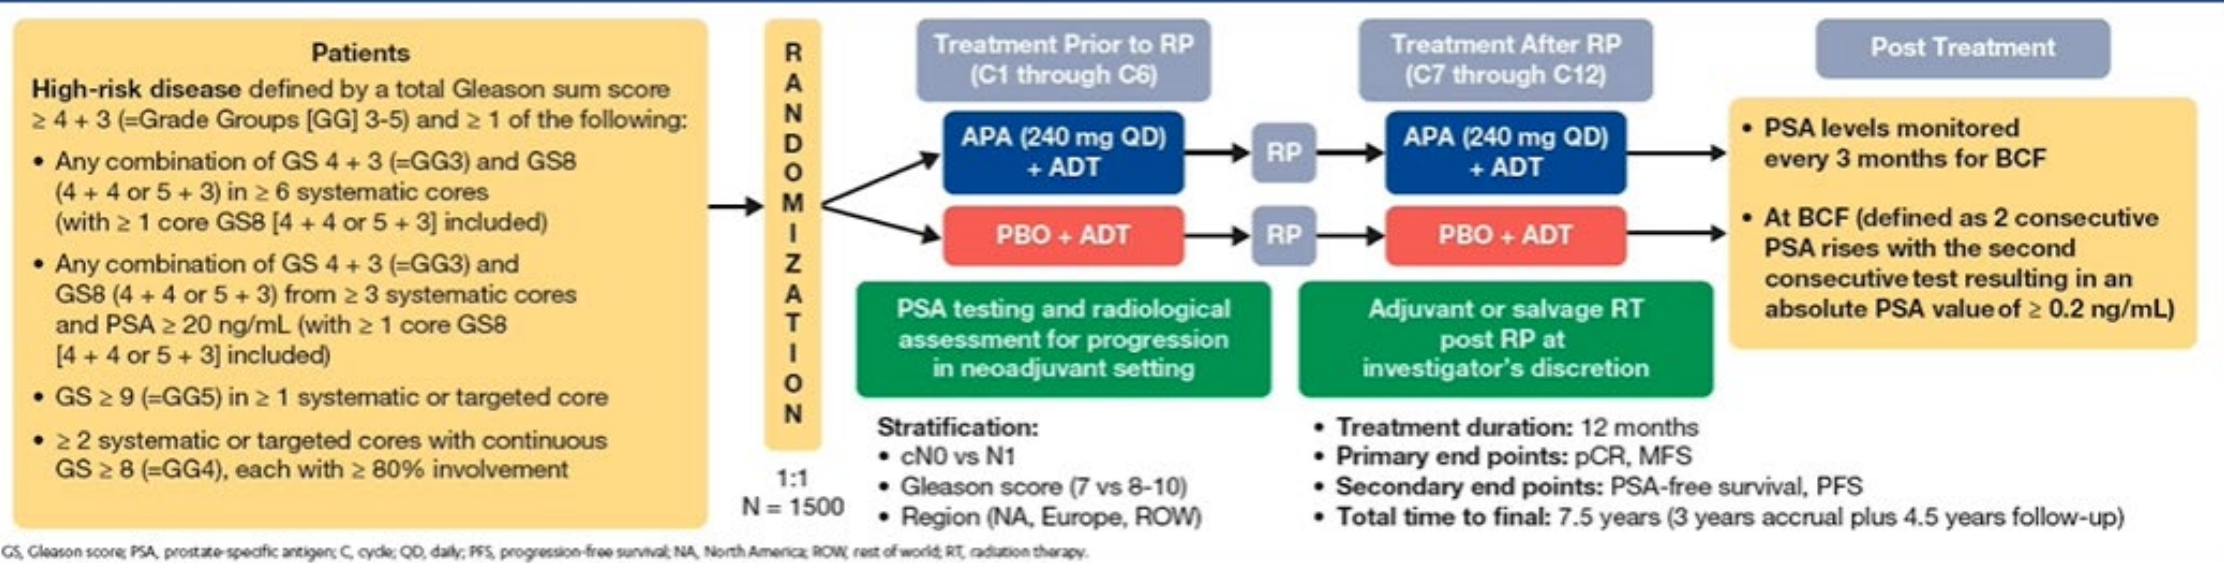 Patients
High-risk disease defined by a total Gleason sum score
≥ 4 + 3 (=Grade Groups [GG] 3-5) and ≥ 1 of the following:
• Any combination of GS 4 + 3 (=GG3) and GS8
(4 + 4 or 5 + 3) in ≥ 6 systematic cores
(with ≥ 1 core GS8 [4 + 4 or 5 + 3] included)
• Any combination of GS 4 + 3 (=GG3) and
GS8 (4 + 4 or 5 + 3) from ≥ 3 systematic cores
and PSA ≥ 20 ng/mL (with ≥ 1 core GS8
[4 + 4 or 5 + 3] included)
• GS ≥ 9 (=GG5) in ≥ 1 systematic or targeted core
• ≥ 2 systematic or targeted cores with continuous
GS ≥ 8 (=GG4), each with ≥ 80% involvement
RANDOMIZATION
1:1
N = 1500
Treatment Prior to RP
(C1 through C6)
APA (240 mg QD)
+ ADT
RP
PBO + ADT
RP
PSA testing and radiological
assessment for progression
in neoadjuvant setting
Stratification:
• cN0 vs N1
• Gleason score (7 vs 8-10)
• Region (NA, Europe, ROW)
Treatment After RP
(C7 through C12)
APA (240 mg QD)
+ ADT
PBO + ADT
Adjuvant or salvage RT
post RP at
investigator's discretion
• Treatment duration: 12 months
• Primary end points: pCR, MFS
• Secondary end points: PSA-free survival, PFS
• Total time to final: 7.5 years (3 years accrual plus 4.5 years follow-up)
Post Treatment
• PSA levels monitored
every 3 months for BCF
• At BCF (defined as 2 consecutive
PSA rises with the second
consecutive test resulting in an
absolute PSA value of ≥ 0.2 ng/mL)
GS, Gleason score; PSA, prostate-specific antigen; C, cycle; QD, daily; PFS, progression-free survival; NA, North America; ROW, rest of world; RT, radiation therapy.